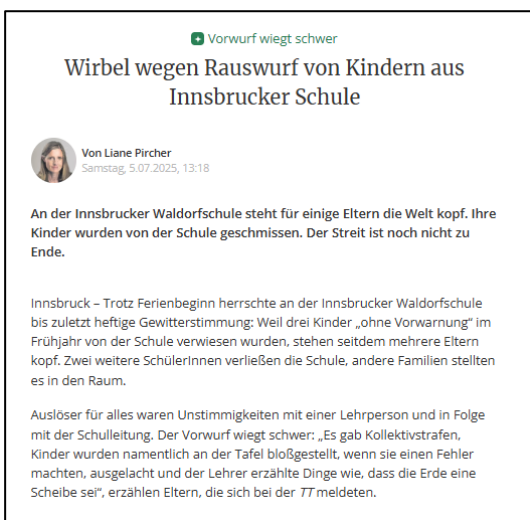 Vorwurf wiegt schwer
Wirbel wegen Rauswurf von Kindern aus
Innsbrucker Schule
Von Liane Pircher
Samstag, 5.07.2025, 13:18
An der Innsbrucker Waldorfschule steht für einige Eltern die Welt kopf. Ihre
Kinder wurden von der Schule geschmissen. Der Streit ist noch nicht zu
Ende.
Innsbruck – Trotz Ferienbeginn herrschte an der Innsbrucker Waldorfschule
bis zuletzt heftige Gewitterstimmung: Weil drei Kinder „ohne Vorwarnung“ im
Frühjahr von der Schule verwiesen wurden, stehen seitdem mehrere Eltern
kopf. Zwei weitere SchülerInnen verließen die Schule, andere Familien stellten
es in den Raum.
Auslöser für alles waren Unstimmigkeiten mit einer Lehrperson und in Folge
mit der Schulleitung. Der Vorwurf wiegt schwer: „Es gab Kollektivstrafen,
Kinder wurden namentlich an der Tafel bloßgestellt, wenn sie einen Fehler
machten, ausgelacht und der Lehrer erzählte Dinge wie, dass die Erde eine
Scheibe sei“, erzählen Eltern, die sich bei der TT meldeten.